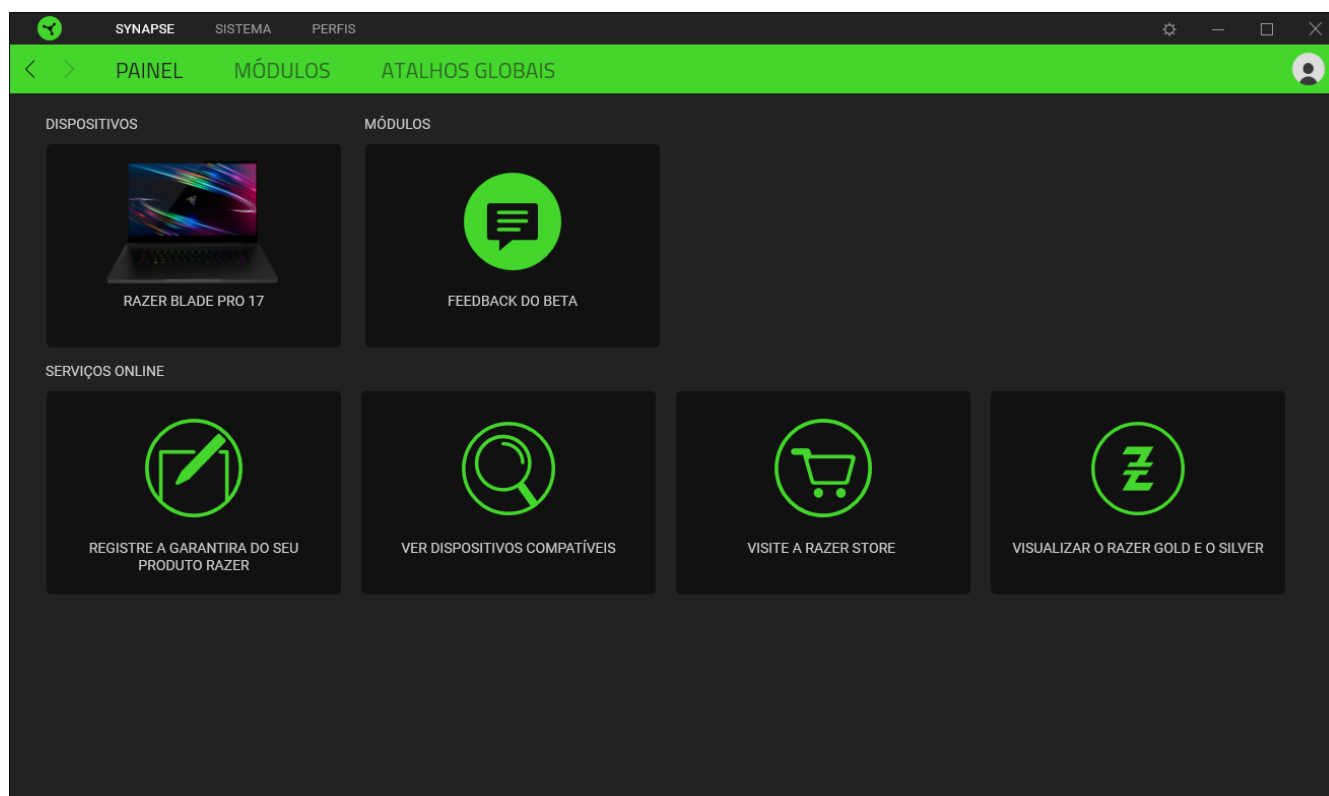 SYNAPSE SISTEMA PERFIS
PAINEL MÓDULOS ATALHOS GLOBAIS
DISPOSITIVOS MÓDULOS
RAZER BLADE PRO 17 FEEDBACK DO BETA
SERVIÇOS ONLINE
REGISTRE A GARANTIRA DO SEU
PRODUTO RAZER
VER DISPOSITIVOS COMPATÍVEIS
VISITE A RAZER STORE
VISUALIZAR O RAZER GOLD E O SILVER